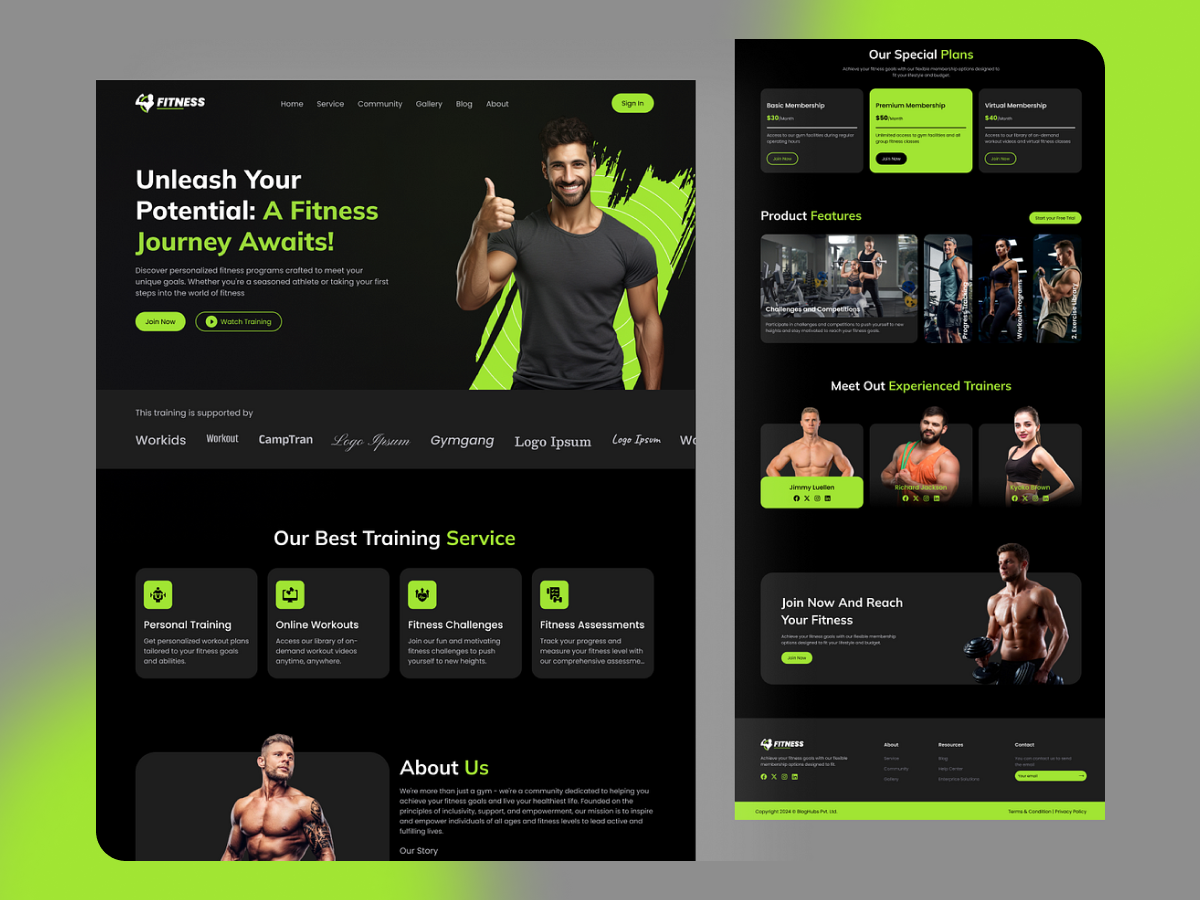 FITNESS
Home Service Community Gallery Blog About
Sign In
Unleash Your
Potential: A Fitness
Journey Awaits!
Discover personalized fitness programs crafted to meet your
unique goals. Whether you're a seasoned athlete or taking your first
steps into the world of fitness
Join Now
Watch Training
This training is supported by
Workids Workout CampTran Logo Ipsum Gymgang Logo Ipsum Logo Ipsum Wo
Our Best Training Service
Personal Training
Get personalized workout plans
tailored to your fitness goals
and abilities.
Online Workouts
Access our library of on-
demand workout videos
anytime, anywhere.
Fitness Challenges
Join our fun and motivating
fitness challenges to push
yourself to new heights.
Fitness Assessments
Track your progress and
measure your fitness level with
our comprehensive assessme...
About Us
We're more than just a gym - we're a community dedicated to helping you
achieve your fitness goals and live your healthiest life. Founded on the
principles of inclusivity, support, and empowerment, our mission is to inspire
and empower individuals of all ages and fitness levels to lead active and
fulfilling lives.
Our Story
Our Special Plans
Achieve your fitness goals with our flexible membership options designed to
fit your lifestyle and budget.
Basic Membership
$30/Month
Access to our gym facilities during regular
operating hours
Join Now
Premium Membership
$50/Month
Unlimited access to gym facilities and all
group fitness classes
Join Now
Virtual Membership
$40/Month
Access to our library of on-demand
workout videos and virtual fitness classes
Join Now
Product Features
Start your Free Trial
Challenges and Competitions
Participate in challenges and competitions to push yourself to new
heights and stay motivated to reach your fitness goals.
Progress Tracking
Workout Programs
2. Exercise Library
Meet Out Experienced Trainers
Jimmy Luellen
Richard Jackson
Kyoko Brown
Join Now And Reach
Your Fitness
Achieve your fitness goals with our flexible membership
options designed to fit your lifestyle and budget.
Join Now
FITNESS
Achieve your fitness goals with our flexible
membership options designed to fit.
About
Service
Community
Gallery
Resources
Blog
Help Center
Enterprise Solutions
Contact
You can contact us to send
the email
Your email
Copyright 2024 © BlogHubs Pvt. Ltd.
Terms & Condition | Privacy Policy